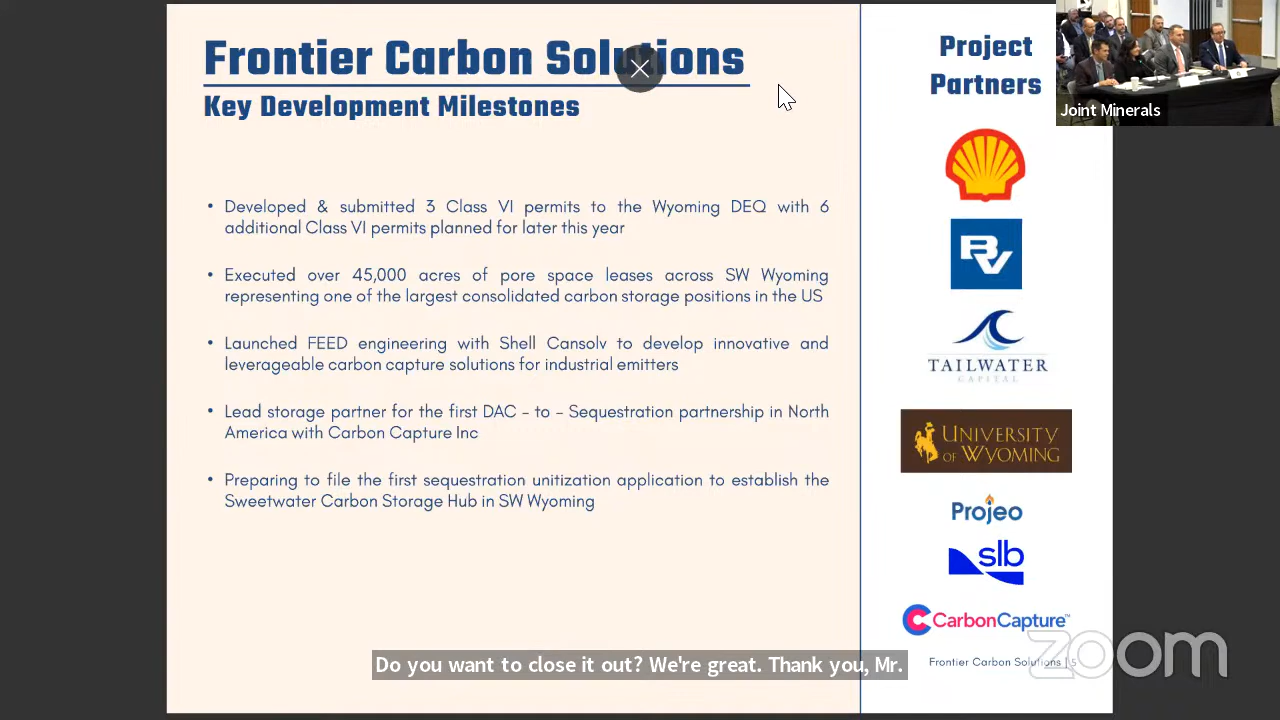 Frontier Carbon Solutions
Key Development Milestones
• Developed & submitted 3 Class VI permits to the Wyoming DEQ with 6
additional Class VI permits planned for later this year
• Executed over 45,000 acres of pore space leases across SW Wyoming
representing one of the largest consolidated carbon storage positions in the US
• Launched FEED engineering with Shell Cansolv to develop innovative and
leverageable carbon capture solutions for industrial emitters
• Lead storage partner for the first DAC – to – Sequestration partnership in North
America with Carbon Capture Inc
• Preparing to file the first sequestration unitization application to establish the
Sweetwater Carbon Storage Hub in SW Wyoming
Project
Partners
BV
TAILWATER
CAPITAL
UNIVERSITY
OF WYOMING
Projeo
slb
CarbonCapture™
Frontier Carbon Solutions | 5
Joint Minerals
Do you want to close it out? We're great. Thank you, Mr.
zoom